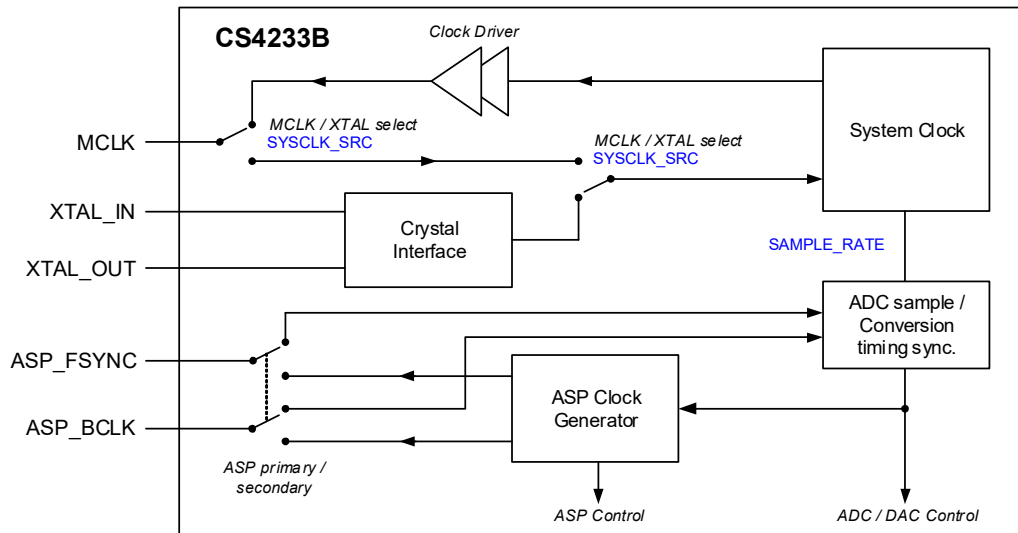 CS4233B
Clock Driver
MCLK
MCLK / XTAL select
SYSCLK_SRC
MCLK / XTAL select
SYSCLK_SRC
System Clock
XTAL_IN
XTAL_OUT
Crystal
Interface
SAMPLE_RATE
ADC sample /
Conversion
timing sync.
ASP_FSYNC
ASP_BCLK
ASP Clock
Generator
ASP primary /
secondary
ASP Control
ADC / DAC Control